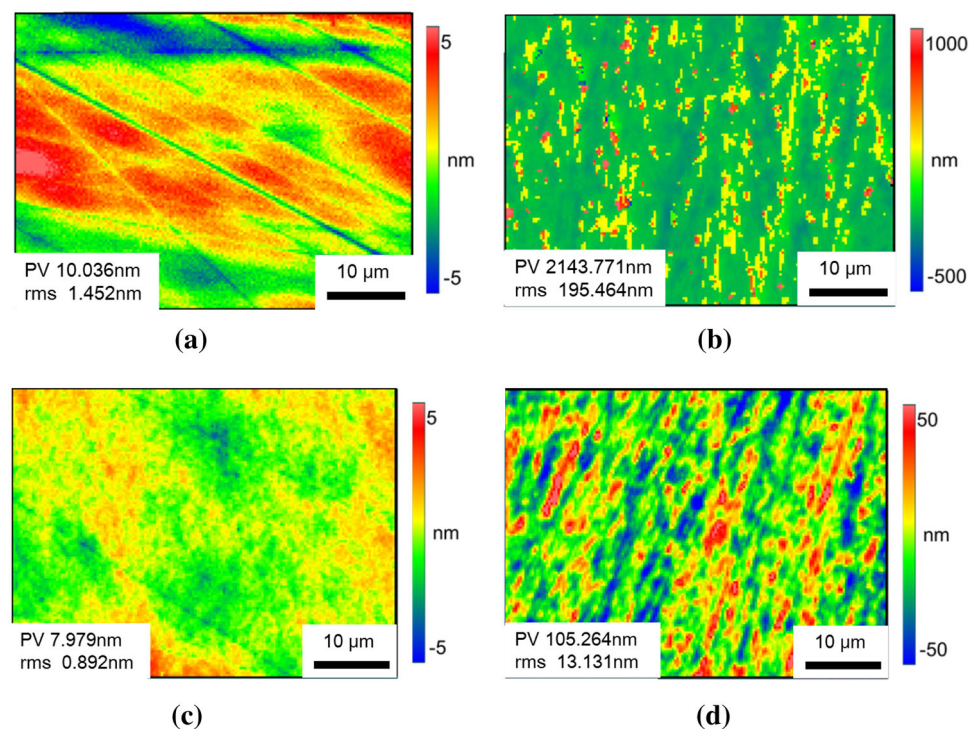 5
nm
-5
PV 10.036nm
rms 1.452nm
10 μm
(a)
1000
nm
-500
PV 2143.771nm
rms 195.464nm
10 μm
(b)
5
nm
-5
PV 7.979nm
rms 0.892nm
10 μm
(c)
50
nm
-50
PV 105.264nm
rms 13.131nm
10 μm
(d)